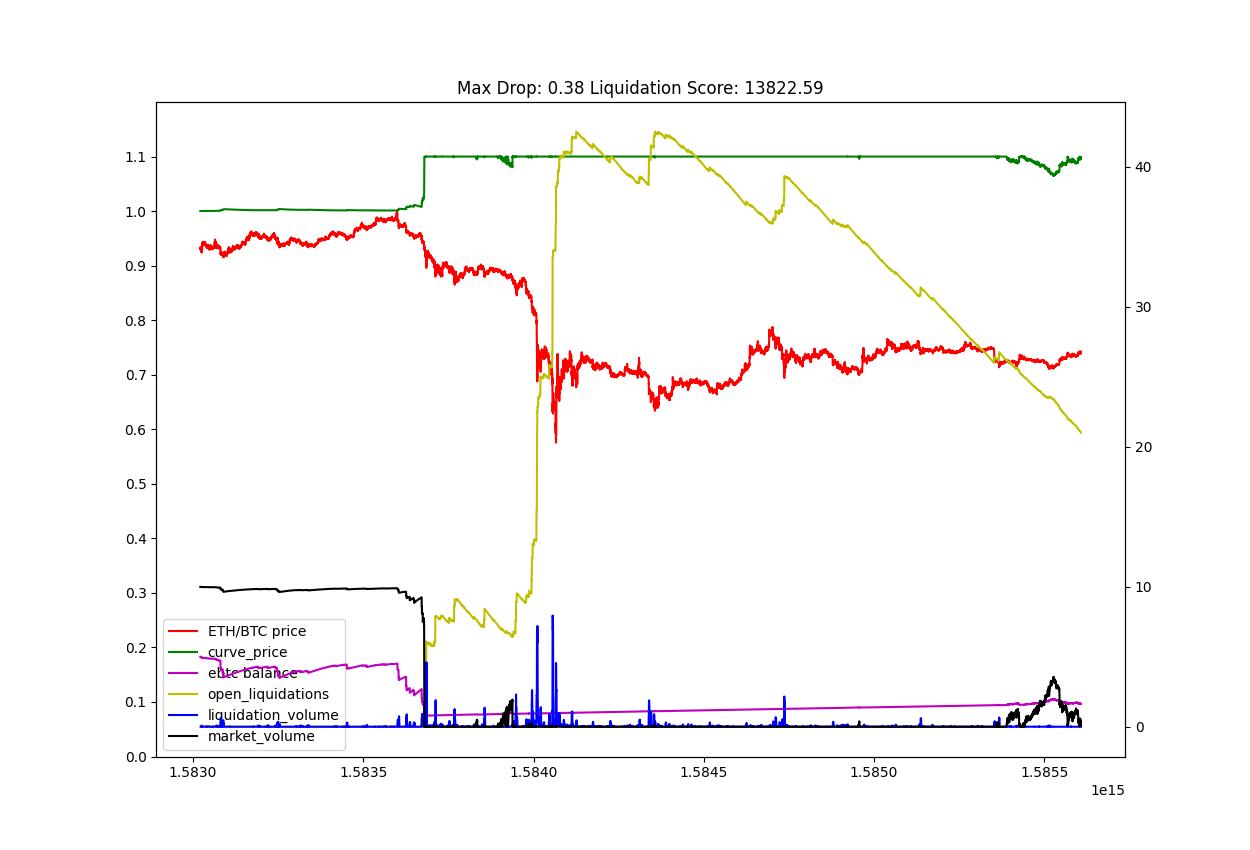 Max Drop: 0.38 Liquidation Score: 13822.59
1.1
1.0
0.9
0.8
0.7
0.6
0.5
0.4
0.3
0.2
0.1
0.0
40
30
20
10
0
ETH/BTC price
curve_price
ebtc balance
open_liquidations
liquidation_volume
market_volume
1.5830 1.5835 1.5840 1.5845 1.5850 1.5855
1e15